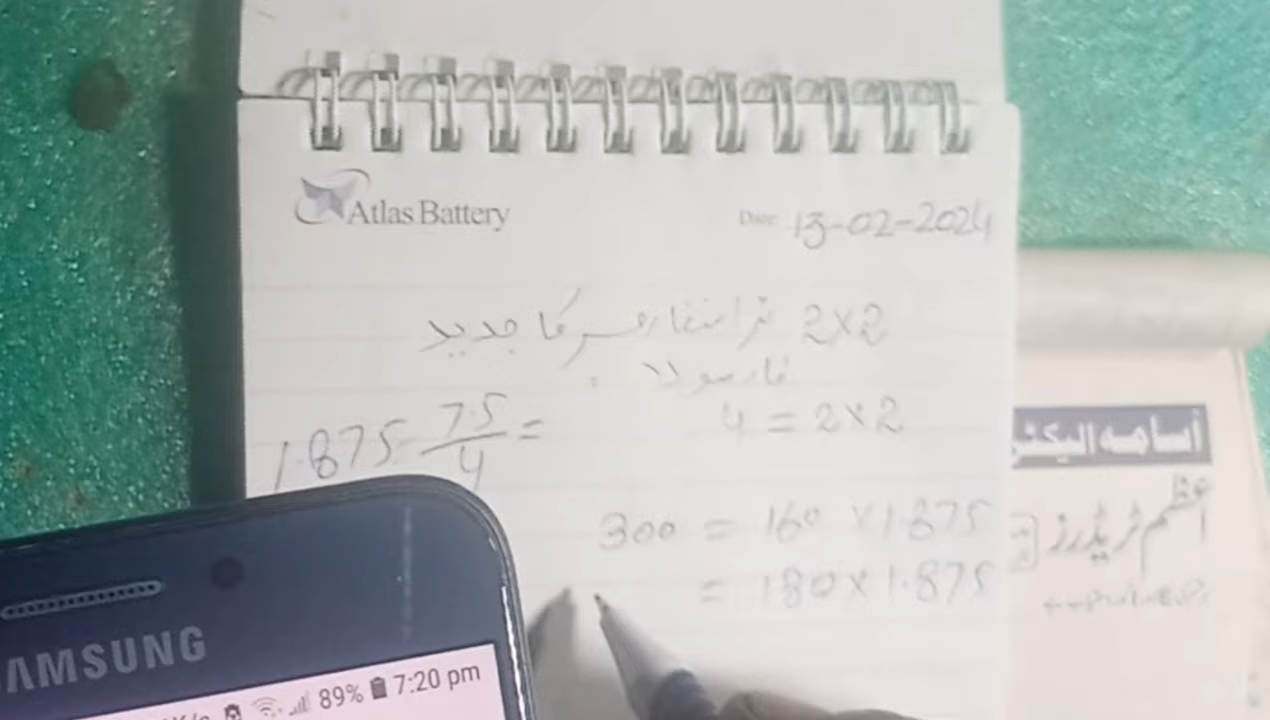 Atlas Battery
Date: 13-02-2024
2x2 ٹرانسفارمر کا جدید
فارمولا
4 = 2x2
1.875 7.5/4 =
300 = 160 x 1.875
= 180 x 1.875
اسامہ الیکٹر
اعظم ٹریڈرز
AMSUNG
89% 7:20 pm